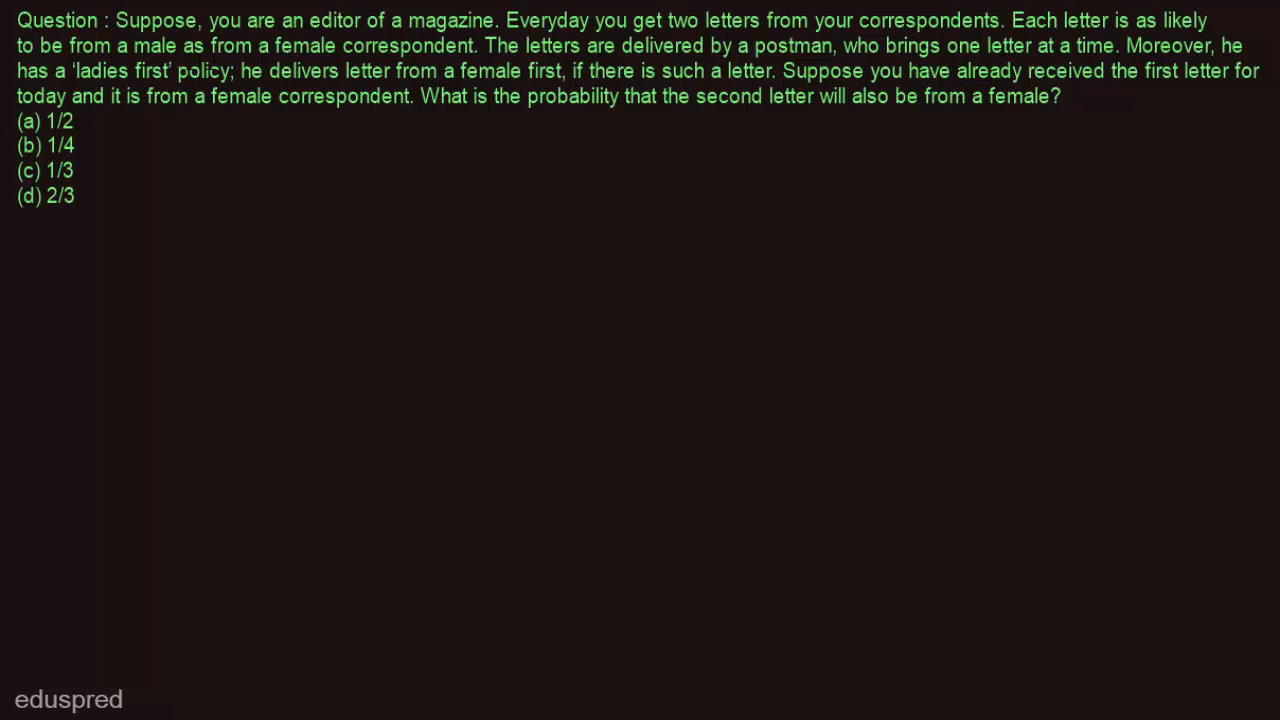 Question : Suppose, you are an editor of a magazine. Everyday you get two letters from your correspondents. Each letter is as likely
to be from a male as from a female correspondent. The letters are delivered by a postman, who brings one letter at a time. Moreover, he
has a ‘ladies first’ policy; he delivers letter from a female first, if there is such a letter. Suppose you have already received the first letter for
today and it is from a female correspondent. What is the probability that the second letter will also be from a female?
(a) 1/2
(b) 1/4
(c) 1/3
(d) 2/3
eduspred